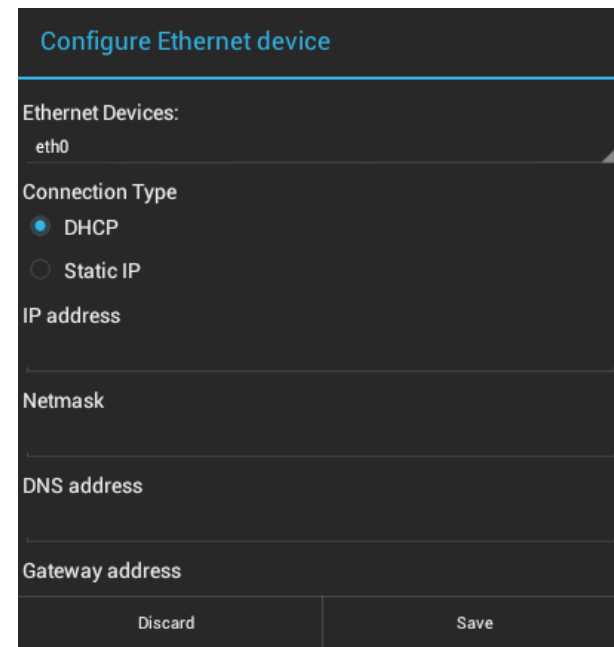 Configure Ethernet device
Ethernet Devices:
eth0
Connection Type
DHCP
Static IP
IP address
Netmask
DNS address
Gateway address
Discard
Save